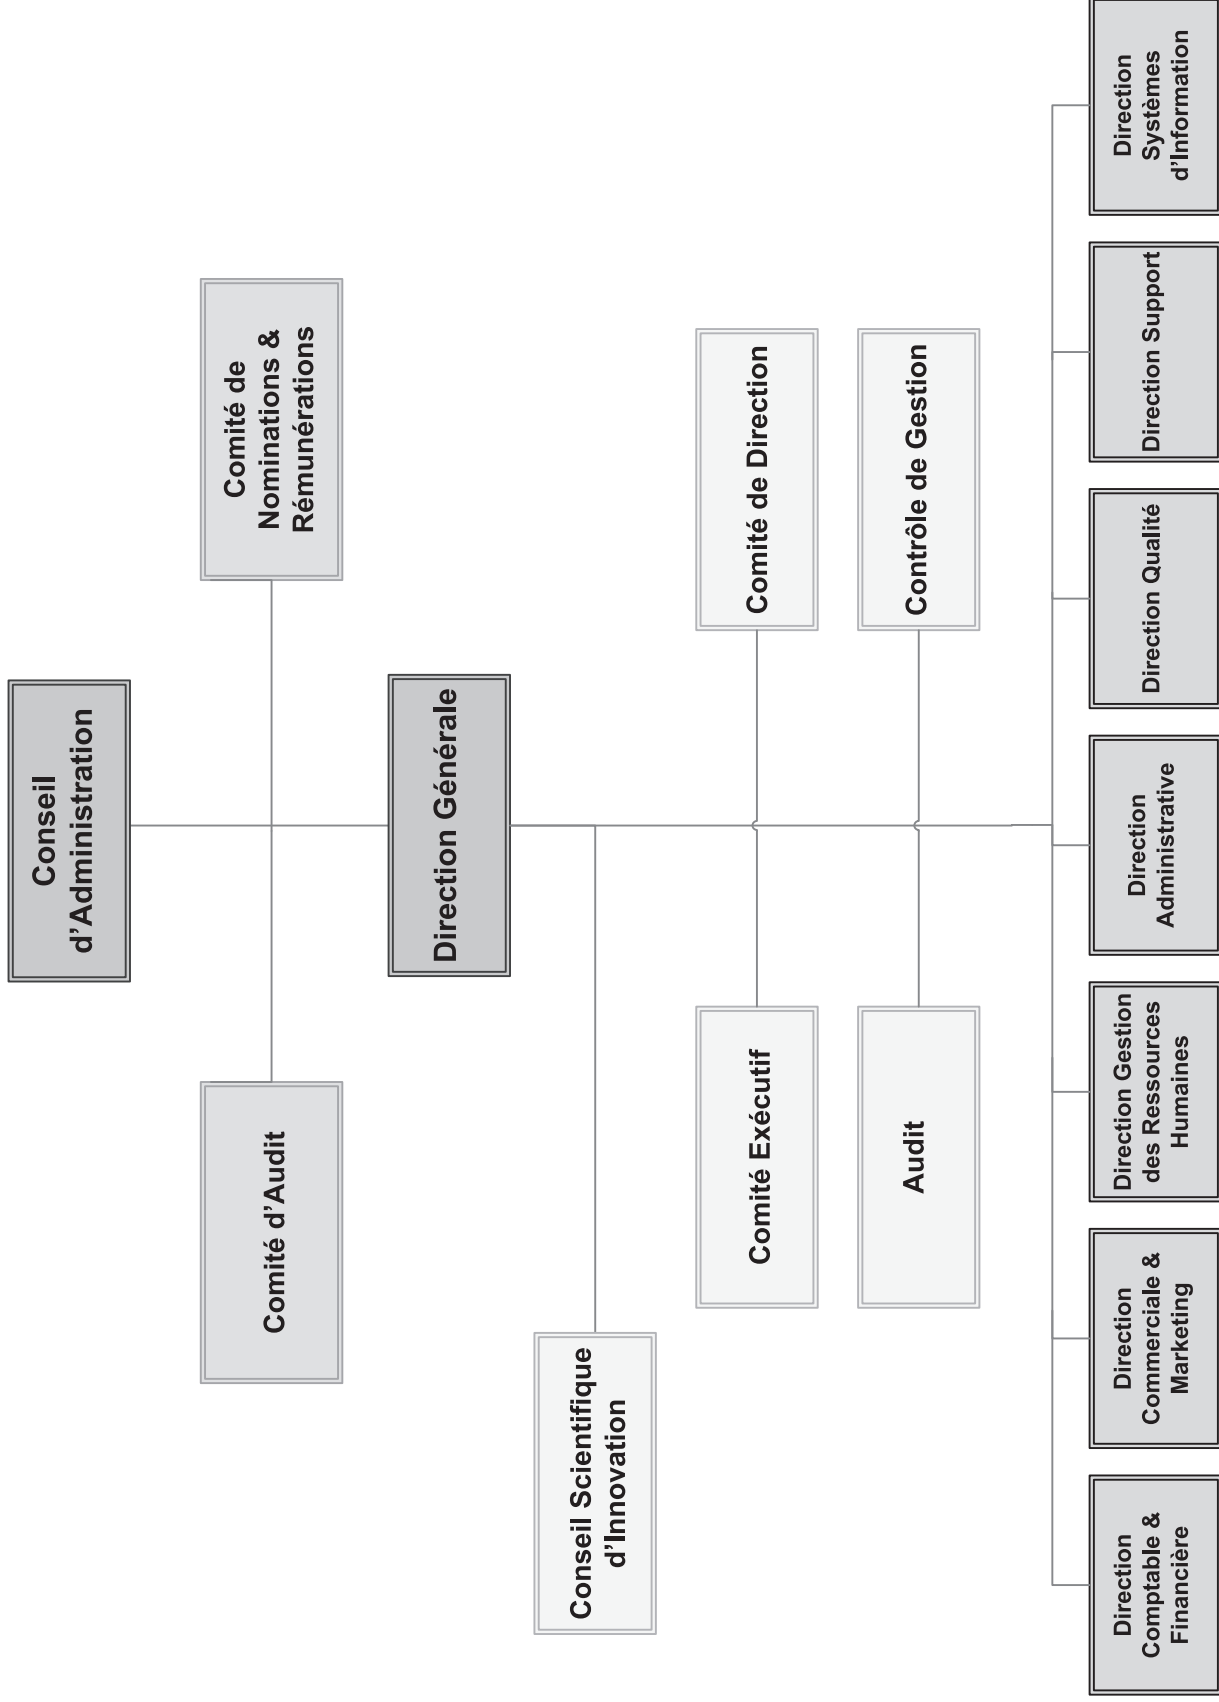 Conseil
d’Administration
Comité d’Audit
Comité de
Nominations &
Rémunérations
Direction Générale
Conseil Scientifique
d’Innovation
Comité Exécutif
Comité de Direction
Audit
Contrôle de Gestion
Direction
Comptable &
Financière
Direction
Commerciale &
Marketing
Direction Gestion
des Ressources
Humaines
Direction
Administrative
Direction Qualité
Direction Support
Direction
Systèmes
d’Information